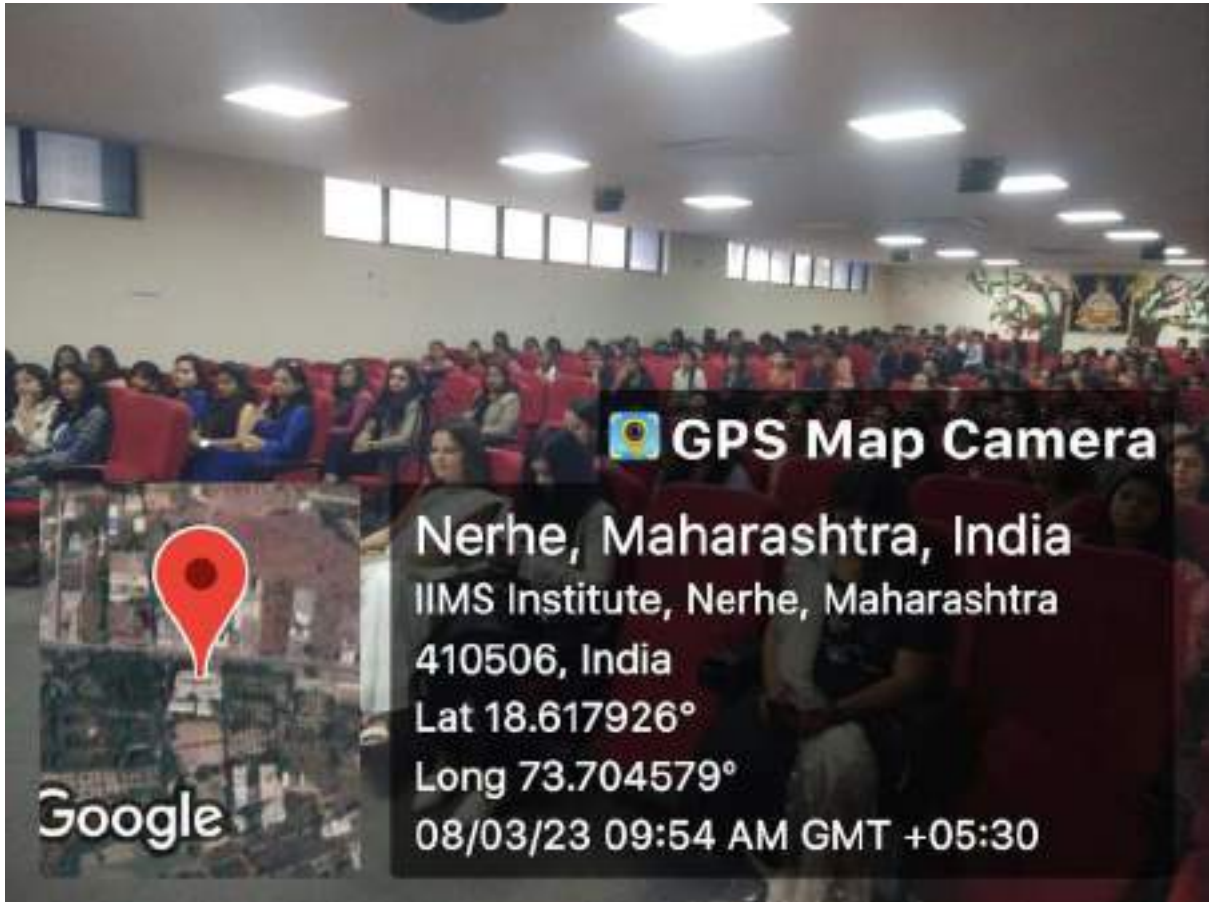 GPS Map Camera
Nerhe, Maharashtra, India
IIMS Institute, Nerhe, Maharashtra
410506, India
Lat 18.617926°
Long 73.704579°
08/03/23 09:54 AM GMT +05:30
Google